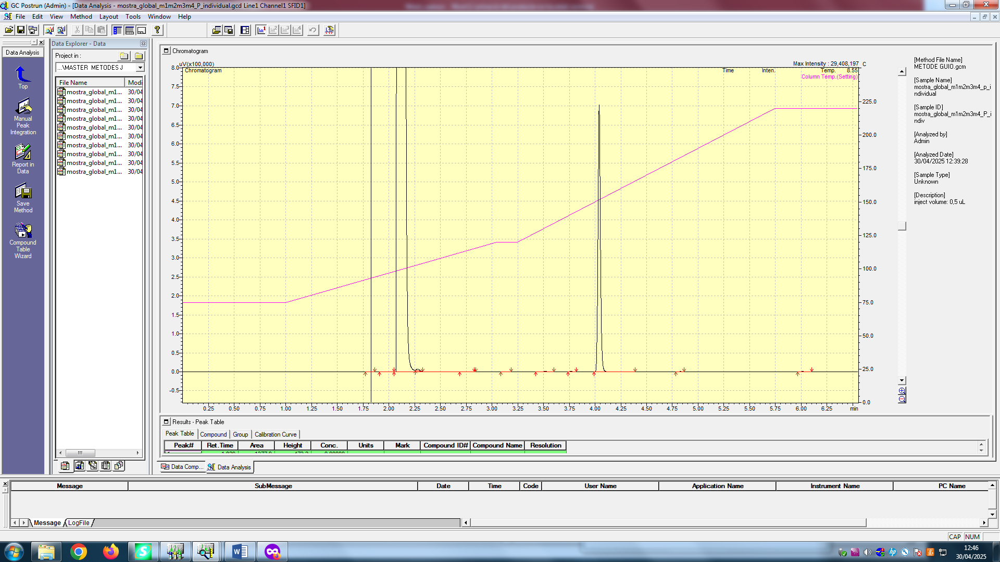 GC Postrun (Admin) - [Data Analysis - mostra_global_m1m2m3m4_P_individual.gcd Line1 Channel1 SFID1]
File Edit View Method Layout Tools Window Help
Data Analysis
Top
Manual
Peak
Integration
Report in
Data
Save
Method
Compound
Table
Wizard
Data Explorer - Data
Project in :
...\MASTER METODES J
File Name Modi
mostra_global_m1... 30/04
mostra_global_m1... 30/04
mostra_global_m1... 30/04
mostra_global_m1... 30/04
mostra_global_m1... 30/04
mostra_global_m1... 30/04
mostra_global_m1... 30/04
mostra_global_m1... 30/04
mostra_global_m1... 30/04
mostra_global_m1... 30/04
Chromatogram
uV(x100,000)
Max Intensity : 29,408,197 C
Chromatogram
Time Inten. Temp. 8.55
Column Temp.(Setting)
8.0
7.5
7.0
6.5
6.0
5.5
5.0
4.5
4.0
3.5
3.0
2.5
2.0
1.5
1.0
0.5
0.0
-0.5
225.0
200.0
175.0
150.0
125.0
100.0
75.0
50.0
25.0
0.0
0.25 0.50 0.75 1.00 1.25 1.50 1.75 2.00 2.25 2.50 2.75 3.00 3.25 3.50 3.75 4.00 4.25 4.50 4.75 5.00 5.25 5.50 5.75 6.00 6.25 min
[Method File Name]
METODE GUIO.gcm
[Sample Name]
mostra_global_m1m2m3m4_p_i
ndividual
[Sample ID]
mostra_global_m1m2m3m4_P_i
ndiv
[Analyzed by]
Admin
[Analyzed Date]
30/04/2025 12:39:28
[Sample Type]
Unknown
[Description]
inject volume: 0,5 uL
Results - Peak Table
Peak Table Compound Group Calibration Curve
Peak# Ret.Time Area Height Conc. Units Mark Compound ID# Compound Name Resolution
Data Comp... Data Analysis
Message SubMessage Date Time Code User Name Application Name Instrument Name PC Name
Message LogFile
CAP NUM
12:46
30/04/2025